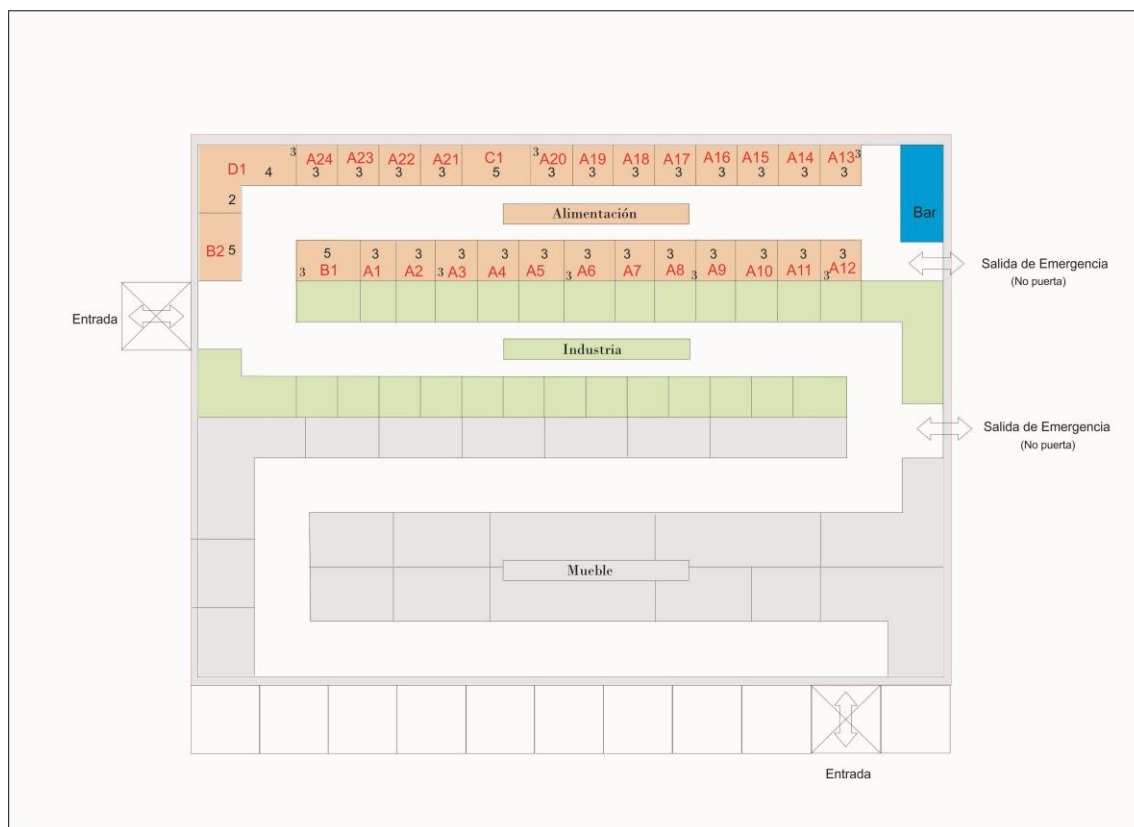 3 A24 A23 A22 A21 C1 3 A20 A19 A18 A17 A16 A15 A14 A13 3
D1 4 3 3 3 3 5 3 3 3 3 3 3 3 3
2
Alimentación
Bar
B2 5
5 3 3 3 3 3 3 3 3 3 3 3 3
3 B1 A1 A2 3 A3 A4 A5 3 A6 A7 A8 3 A9 A10 A11 3 A12
Salida de Emergencia
(No puerta)
Entrada
Industria
Salida de Emergencia
(No puerta)
Mueble
Entrada